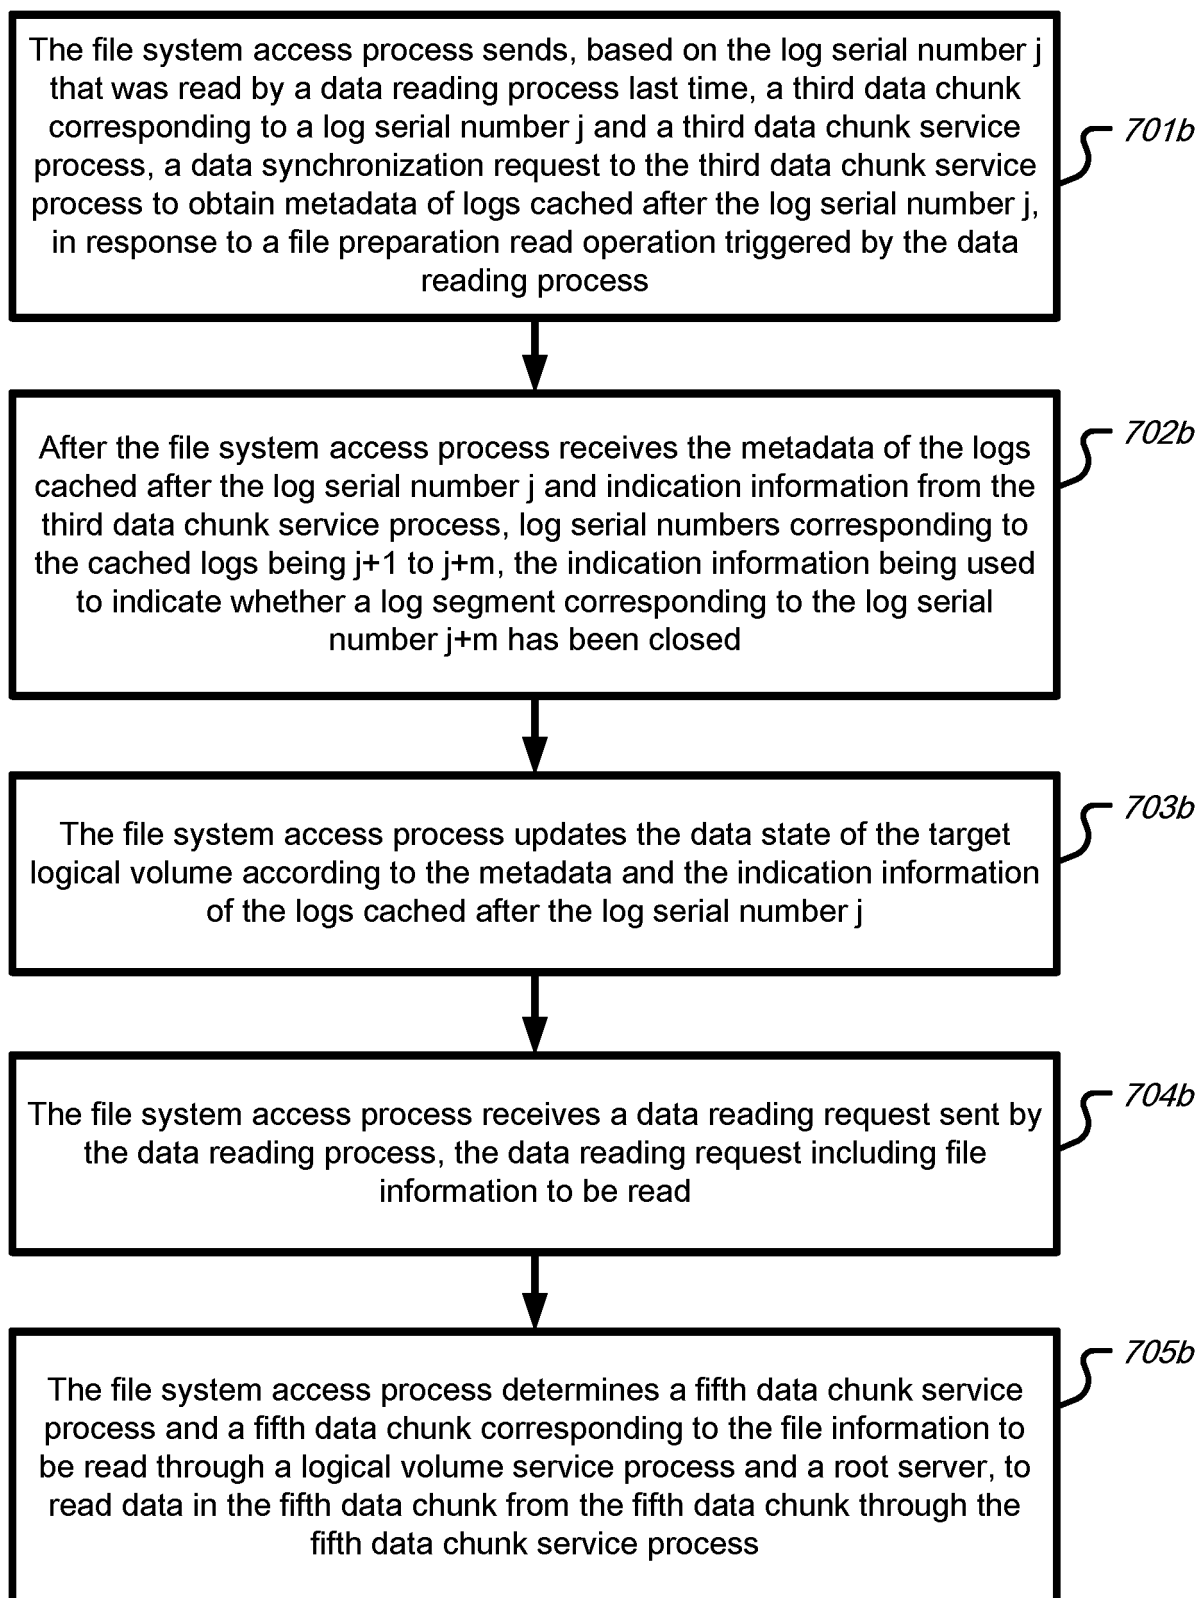 The file system access process sends, based on the log serial number j
that was read by a data reading process last time, a third data chunk
corresponding to a log serial number j and a third data chunk service
process, a data synchronization request to the third data chunk service
process to obtain metadata of logs cached after the log serial number j,
in response to a file preparation read operation triggered by the data
reading process
701b
After the file system access process receives the metadata of the logs
cached after the log serial number j and indication information from the
third data chunk service process, log serial numbers corresponding to
the cached logs being j+1 to j+m, the indication information being used
to indicate whether a log segment corresponding to the log serial
number j+m has been closed
702b
The file system access process updates the data state of the target
logical volume according to the metadata and the indication information
of the logs cached after the log serial number j
703b
The file system access process receives a data reading request sent by
the data reading process, the data reading request including file
information to be read
704b
The file system access process determines a fifth data chunk service
process and a fifth data chunk corresponding to the file information to
be read through a logical volume service process and a root server, to
read data in the fifth data chunk from the fifth data chunk through the
fifth data chunk service process
705b